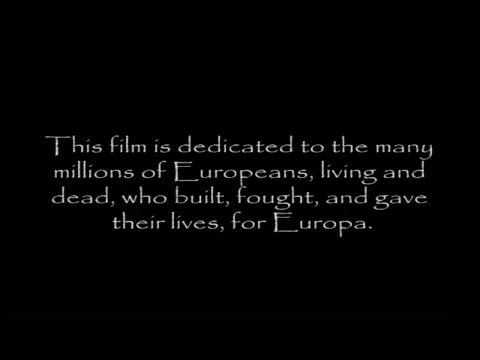 This film is dedicated to the many
millions of Europeans, living and
dead, who built, fought, and gave
their lives, for Europa.